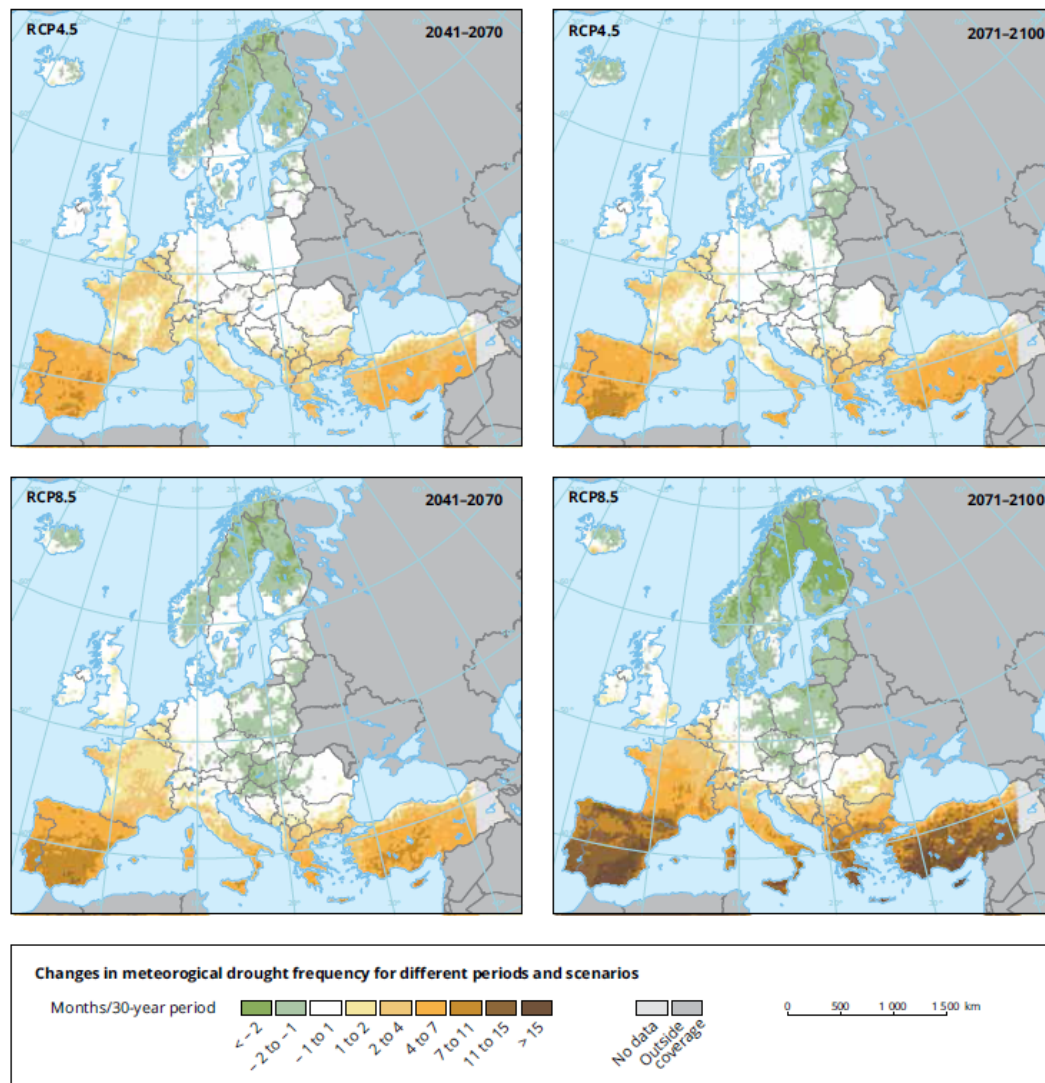 RCP4.5
2041–2070
RCP4.5
2071–2100
RCP8.5
2041–2070
RCP8.5
2071–2100
Changes in meteorogical drought frequency for different periods and scenarios
Months/30-year period
< – 2
– 2 to – 1
– 1 to 1
1 to 2
2 to 4
4 to 7
7 to 11
11 to 15
> 15
No data
Outside
coverage
0 500 1 000 1 500 km